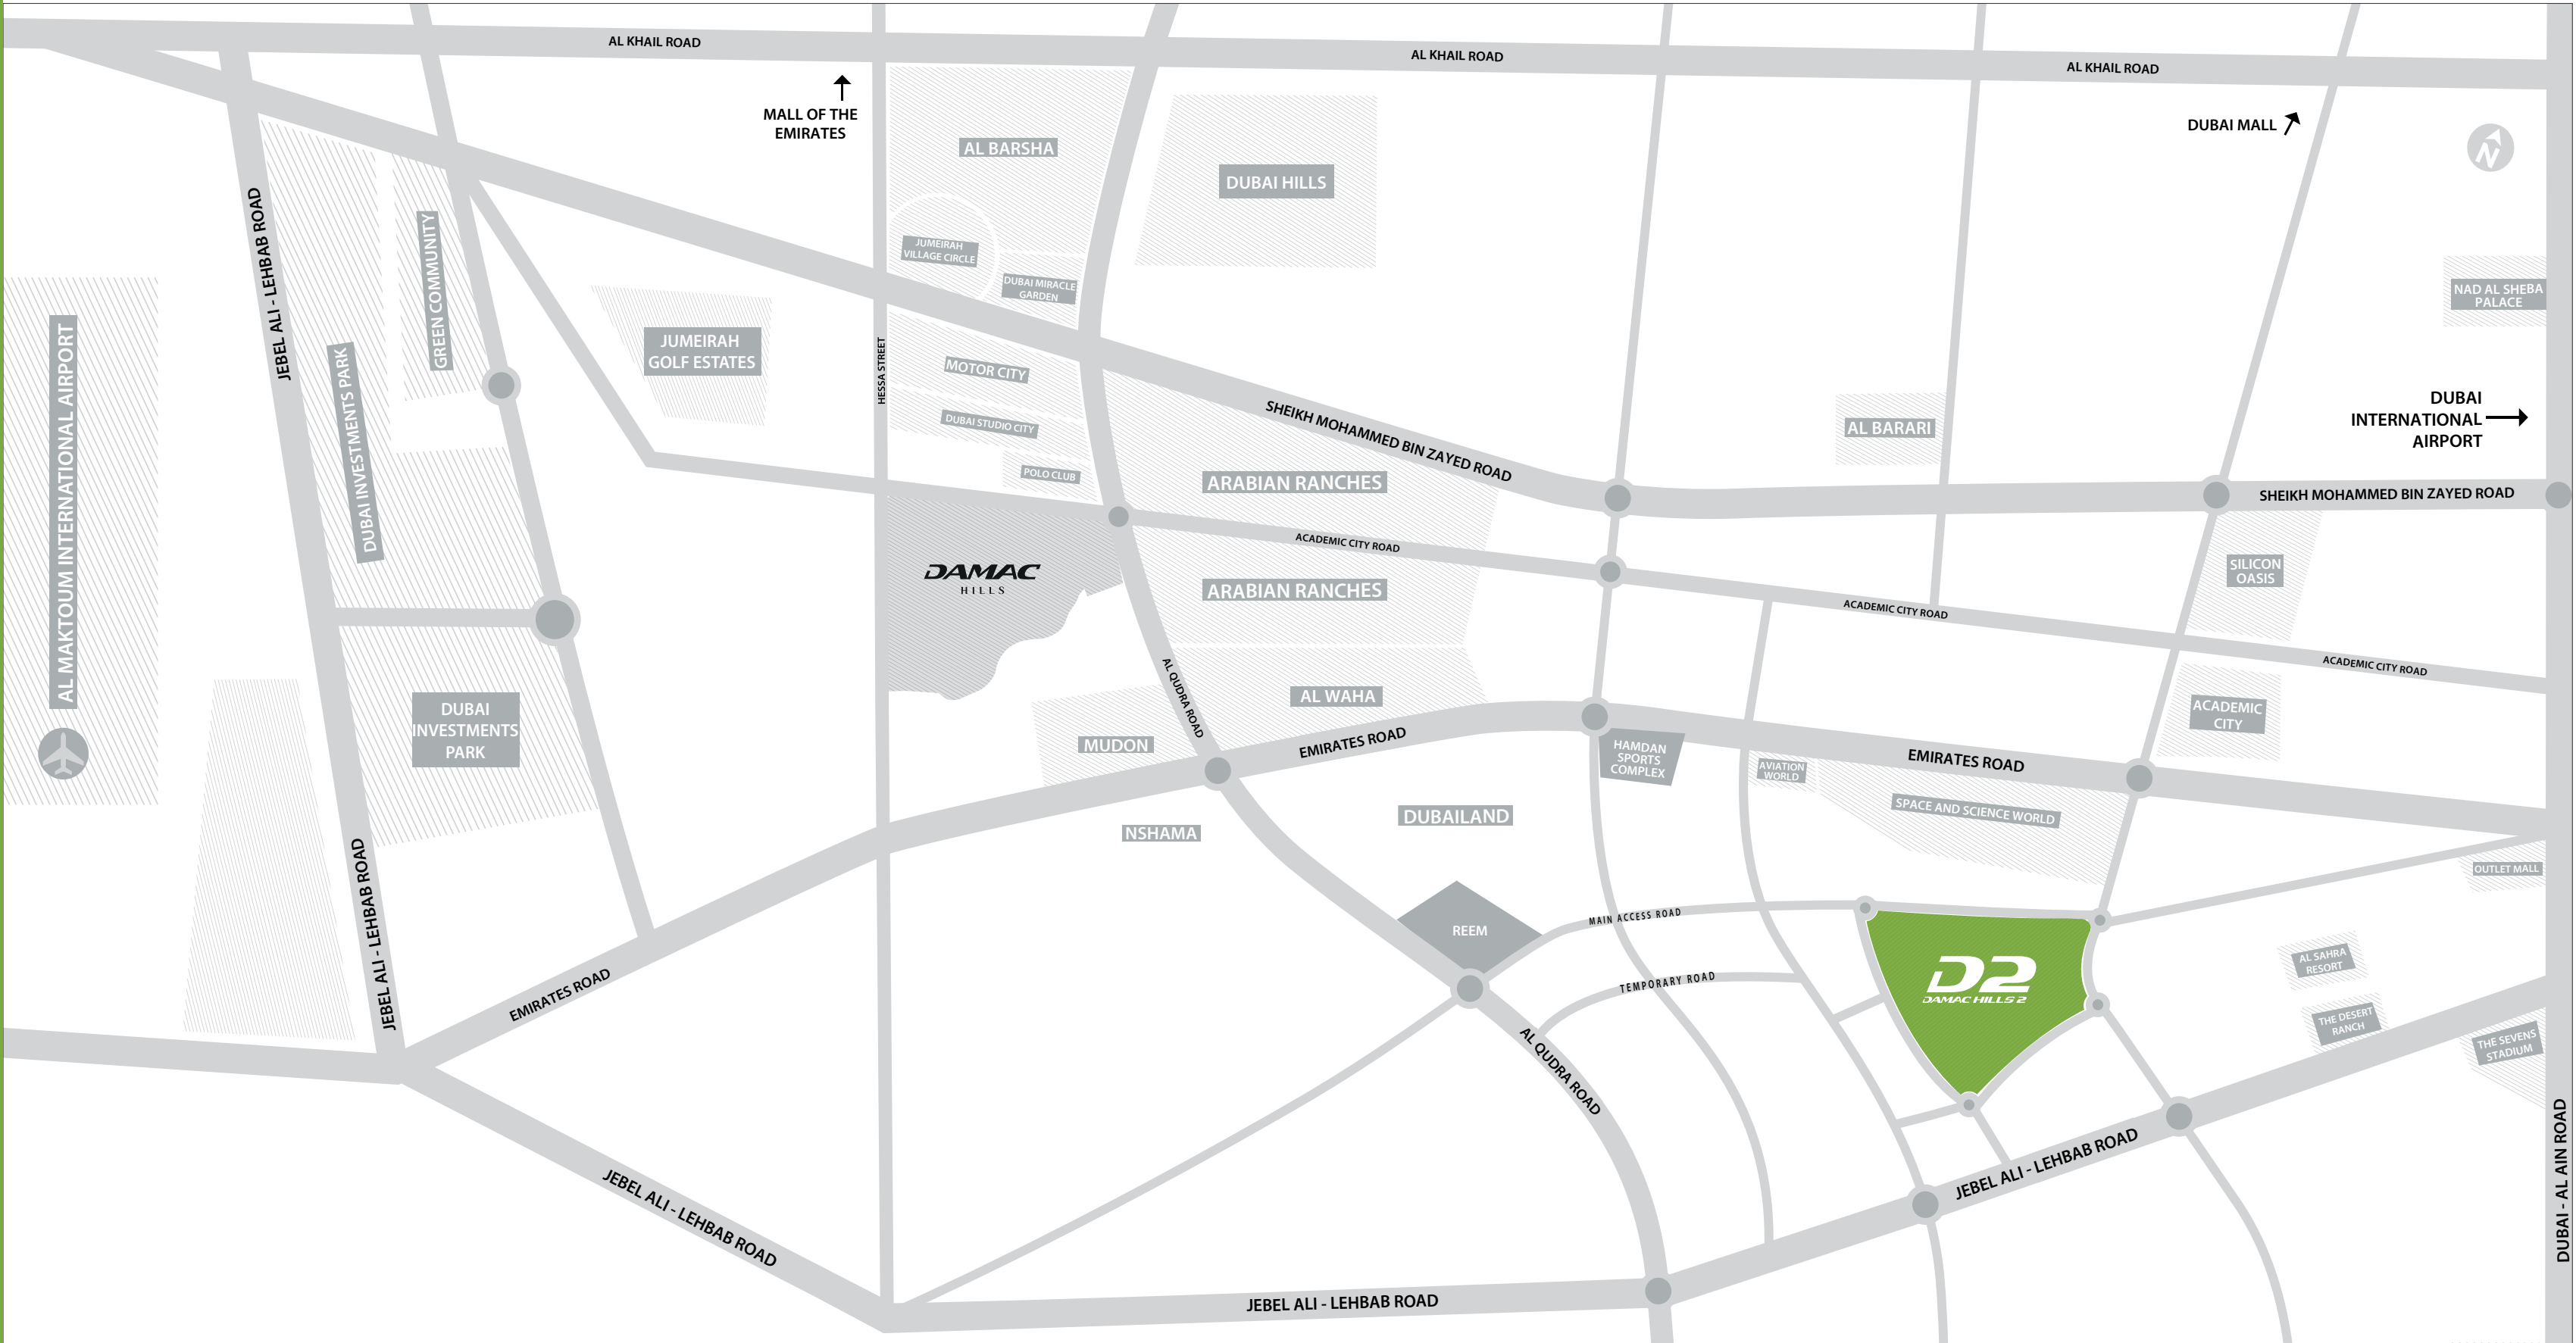 AL KHAIL ROAD
AL KHAIL ROAD
AL KHAIL ROAD
MALL OF THE
EMIRATES
DUBAI MALL
N
AL BARSHA
DUBAI HILLS
JEBEL ALI - LEHBAB ROAD
GREEN COMMUNITY
JUMEIRAH
VILLAGE CIRCLE
DUBAI MIRACLE
GARDEN
NAD AL SHEBA
PALACE
AL MAKTOUM INTERNATIONAL AIRPORT
DUBAI INVESTMENTS PARK
JUMEIRAH
GOLF ESTATES
HESSA STREET
MOTOR CITY
DUBAI STUDIO CITY
POLO CLUB
SHEIKH MOHAMMED BIN ZAYED ROAD
AL BARARI
DUBAI
INTERNATIONAL
AIRPORT
ARABIAN RANCHES
SHEIKH MOHAMMED BIN ZAYED ROAD
ACADEMIC CITY ROAD
DAMAC
HILLS
ARABIAN RANCHES
SILICON
OASIS
ACADEMIC CITY ROAD
ACADEMIC CITY ROAD
AL QUDRA ROAD
AL WAHA
DUBAI
INVESTMENTS
PARK
ACADEMIC
CITY
MUDON
EMIRATES ROAD
HAMDAN
SPORTS
COMPLEX
AVIATION
WORLD
EMIRATES ROAD
SPACE AND SCIENCE WORLD
NSHAMA
DUBAILAND
OUTLET MALL
JEBEL ALI - LEHBAB ROAD
REEM
MAIN ACCESS ROAD
TEMPORARY ROAD
D2
DAMAC HILLS 2
AL SAHRA
RESORT
THE DESERT
RANCH
THE SEVENS
STADIUM
EMIRATES ROAD
AL QUDRA ROAD
JEBEL ALI - LEHBAB ROAD
JEBEL ALI - LEHBAB ROAD
JEBEL ALI - LEHBAB ROAD
DUBAI - AL AIN ROAD